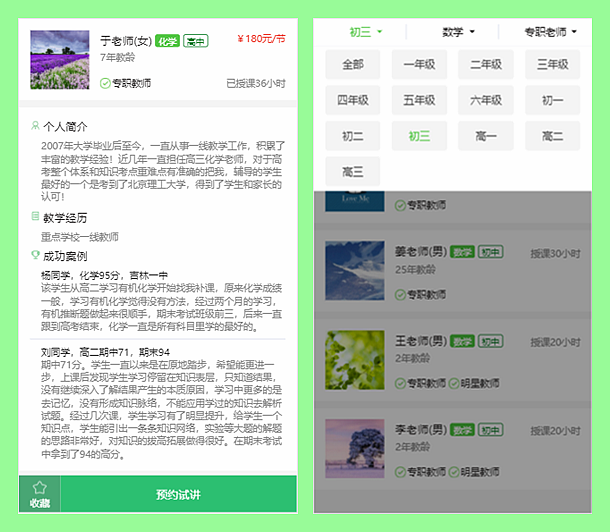 于老师(女) 化学 高中 ￥180元/节
7年教龄
专职教师 已授课36小时
个人简介
2007年大学毕业后至今，一直从事一线教学工作，积累了
丰富的教学经验！近几年一直担任高三化学老师，对于高
考整个体系和知识考点重难点有准确的把我，辅导的学生
最好的一个是考到了北京理工大学，得到了学生和家长的
认可！
教学经历
重点学校一线教师
成功案例
杨同学，化学95分，吉林一中
该学生从高二学习有机化学开始找我补课，原来化学成绩
一般，学习有机化学觉得没有方法，经过两个月的学习，
有机推断题做起来很顺手，期末考试班级前三，后来一直
跟到高考结束，化学一直是所有科目里学的最好的。
刘同学，高二期中71，期末94
期中71分。学生一直以来是在原地踏步，希望能更进一
步，上课后发现学生学习停留在知识表层，只知道结果，
没有继续深入了解结果产生的本质原因，学习中更多的是
去记忆，没有形成知识脉络，不能应用学过的知识去解析
试题。经过几次课，学生学习有了明显提升，给学生一个
知识点，学生能引出一条条知识网络，实验等大题的解题
的思路非常好，对知识的拔高拓展做得很好。在期末考试
中拿到了94的高分。
收藏
预约试讲
初三 数学 专职老师
全部 一年级 二年级 三年级
四年级 五年级 六年级 初一
初二 初三 高一 高二
高三
Love Me
专职教师
姜老师(男) 数学 初中 授课30小时
25年教龄
专职教师
王老师(男) 数学 初中 授课20小时
2年教龄
专职教师 明星教师
李老师(男) 数学 初中 授课20小时
2年教龄
专职教师 明星教师